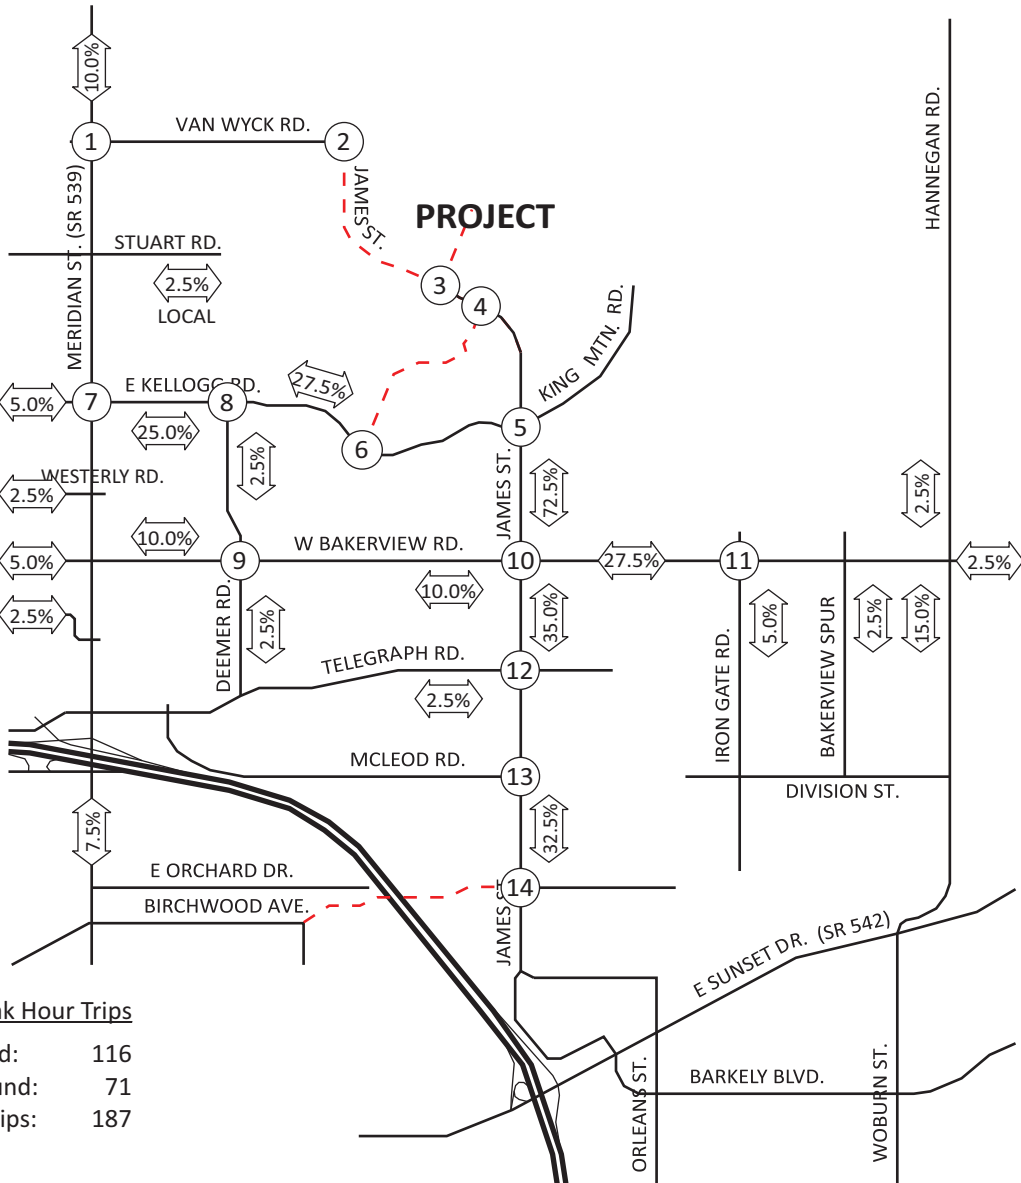 10.0%
1
VAN WYCK RD.
2
HANNEGAN RD.
JAMES ST.
PROJECT
MERIDIAN ST. (SR 539)
STUART RD.
2.5%
LOCAL
3
4
KING MTN. RD.
5.0%
7
E KELLOGG RD.
8
27.5%
25.0%
6
5
2.5%
WESTERLY RD.
2.5%
JAMES ST.
72.5%
2.5%
10.0%
5.0%
9
W BAKERVIEW RD.
10
27.5%
11
2.5%
10.0%
2.5%
DEEMER RD.
2.5%
35.0%
5.0%
2.5%
15.0%
TELEGRAPH RD.
12
2.5%
IRON GATE RD.
BAKERVIEW SPUR
MCLEOD RD.
13
DIVISION ST.
7.5%
32.5%
E ORCHARD DR.
14
BIRCHWOOD AVE.
JAMES ST.
E SUNSET DR. (SR 542)
ak Hour Trips
d: 116
und: 71
ips: 187
ORLEANS ST.
BARKELY BLVD.
WOBURN ST.